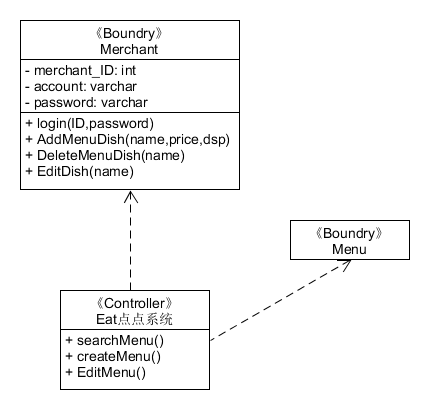 《Boundry》
Merchant
- merchant_ID: int
- account: varchar
- password: varchar
+ login(ID,password)
+ AddMenuDish(name,price,dsp)
+ DeleteMenuDish(name)
+ EditDish(name)
《Boundry》
Menu
《Controller》
Eat点点系统
+ searchMenu()
+ createMenu()
+ EditMenu()